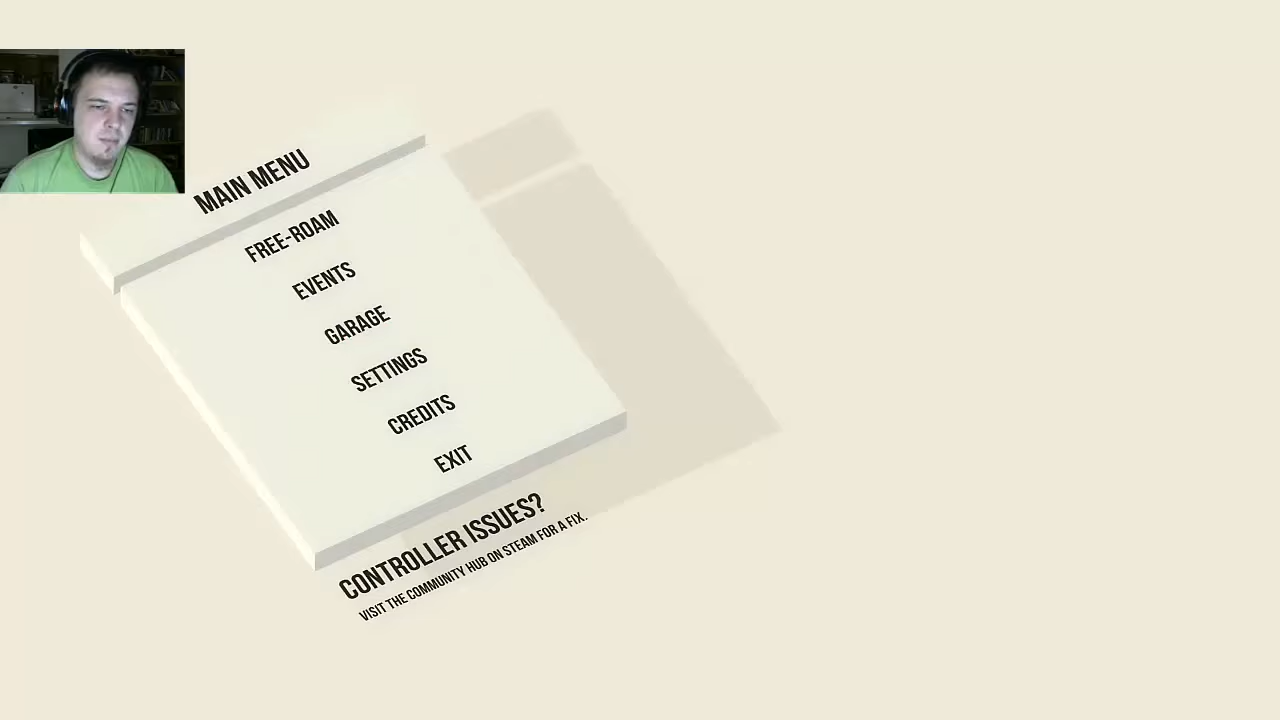 MAIN MENU
FREE-ROAM
EVENTS
GARAGE
SETTINGS
CREDITS
EXIT
CONTROLLER ISSUES?
VISIT THE COMMUNITY HUB ON STEAM FOR A FIX.